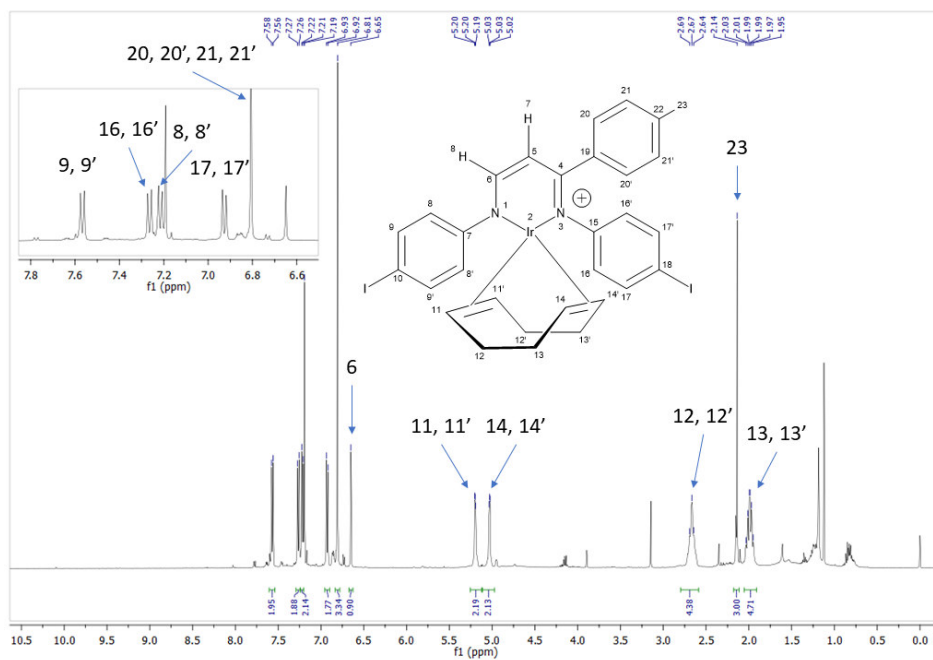 7.58 7.56 7.27 7.26 7.22 7.21 7.19 6.93 6.92 6.81 6.65
5.20 5.20 5.19 5.03 5.03 5.02
2.69 2.67 2.64 2.14 2.03 2.01 1.99 1.99 1.97 1.95
20, 20’, 21, 21’
16, 16’
8, 8’
9, 9’
17, 17’
7.8 7.6 7.4 7.2 7.0 6.8 6.6
f1 (ppm)
7
21
23
20
22
H
8
H
5
19
4
21'
6
20'
8
N
1
2
N
3
16'
9
7
15
17'
Ir
10
8'
16
18
I
9'
17
I
11'
14
14'
11
12'
13'
12
13
23
6
11, 11’
14, 14’
12, 12’
13, 13’
1.95 1.88 2.14 1.77 3.34 0.90 2.19 2.13 4.38 3.00 4.71
10.0 9.5 9.0 8.5 8.0 7.5 7.0 6.5 6.0 5.5 5.0 4.5 4.0 3.5 3.0 2.5 2.0 1.5 1.0 0.5 0.0
f1 (ppm)